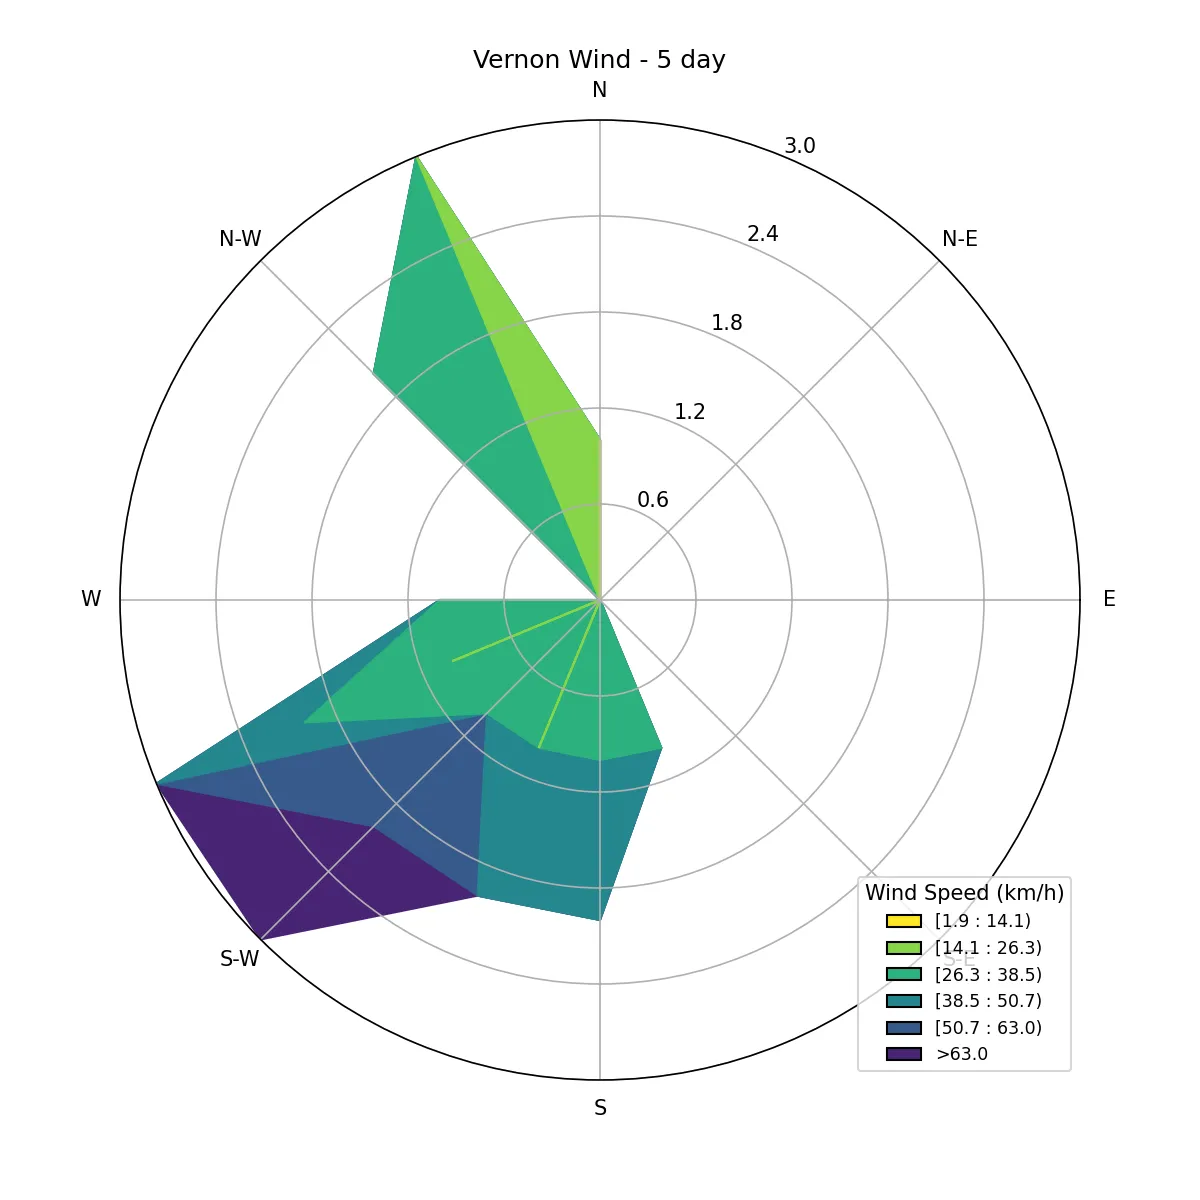 Vernon Wind - 5 day
N
3.0
N-W
N-E
2.4
1.8
1.2
0.6
W
E
S-W
S-E
S
Wind Speed (km/h)
[1.9 : 14.1)
[14.1 : 26.3)
[26.3 : 38.5)
[38.5 : 50.7)
[50.7 : 63.0)
>63.0